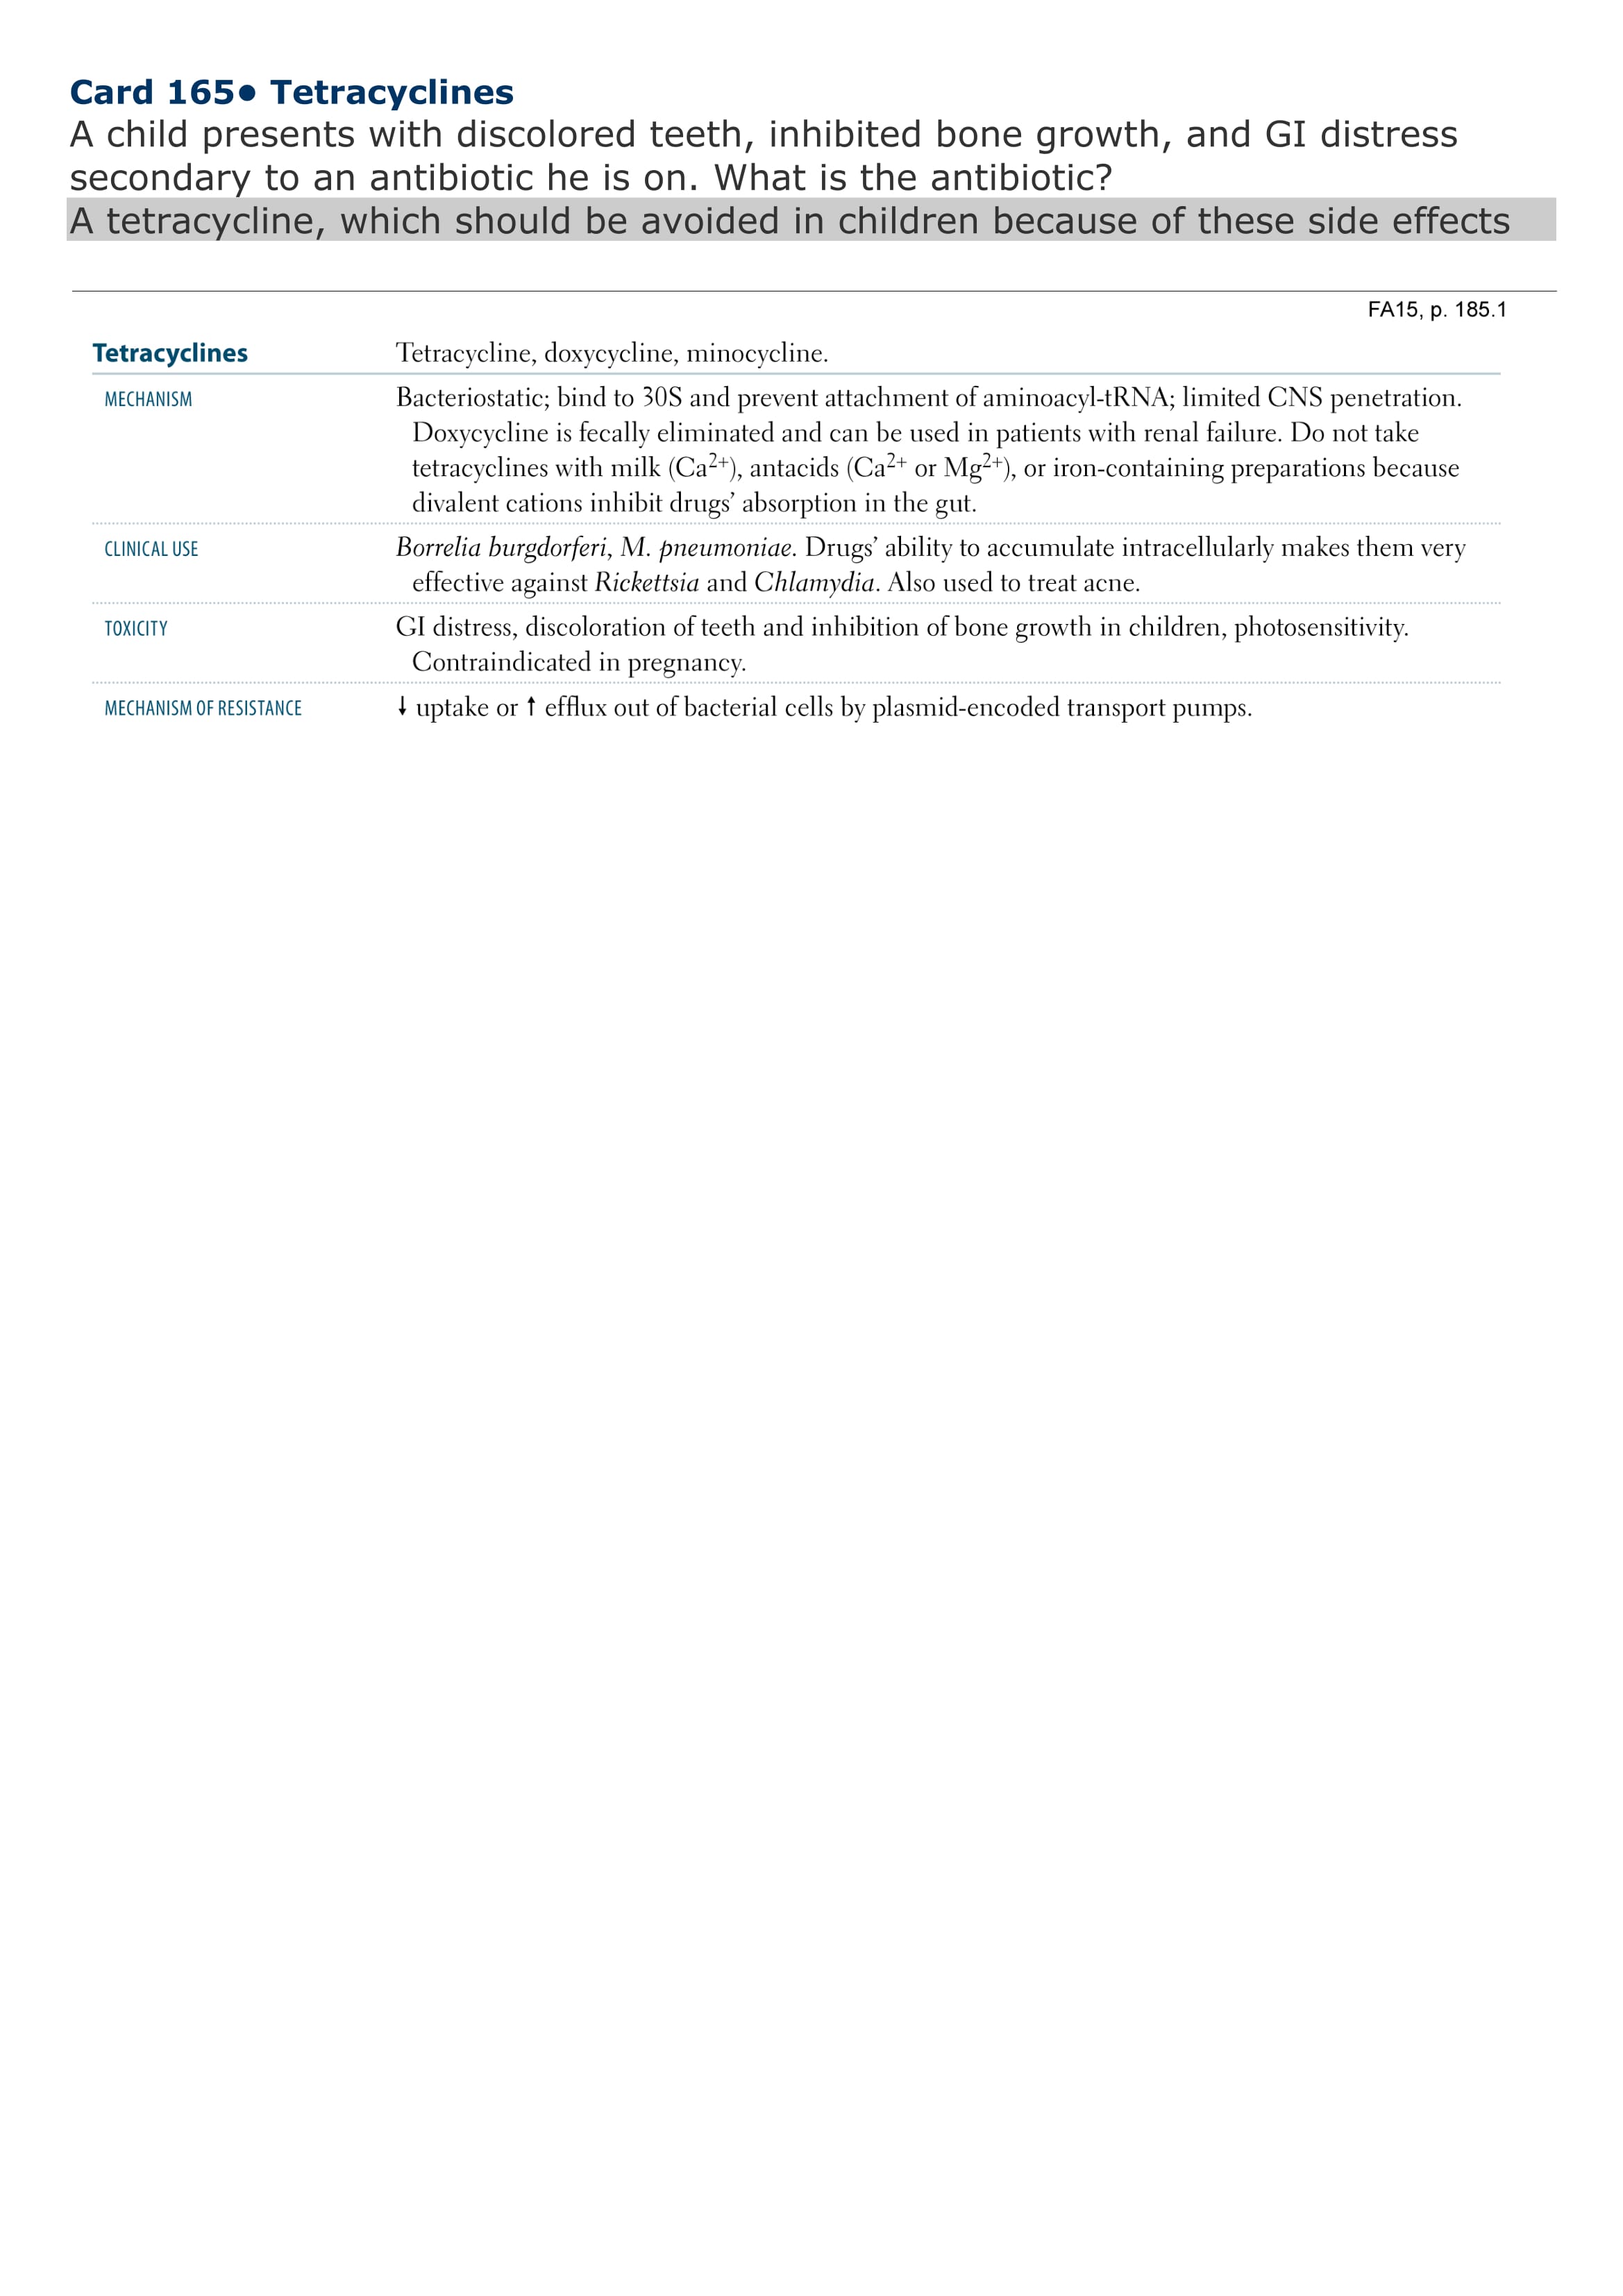 Card 165● Tetracyclines
A child presents with discolored teeth, inhibited bone growth, and GI distress
secondary to an antibiotic he is on. What is the antibiotic?
A tetracycline, which should be avoided in children because of these side effects
FA15, p. 185.1
Tetracyclines Tetracycline, doxycycline, minocycline.
MECHANISM Bacteriostatic; bind to 30S and prevent attachment of aminoacyl-tRNA; limited CNS penetration.
Doxycycline is fecally eliminated and can be used in patients with renal failure. Do not take
tetracyclines with milk (Ca²⁺), antacids (Ca²⁺ or Mg²⁺), or iron-containing preparations because
divalent cations inhibit drugs’ absorption in the gut.
CLINICAL USE Borrelia burgdorferi, M. pneumoniae. Drugs’ ability to accumulate intracellularly makes them very
effective against Rickettsia and Chlamydia. Also used to treat acne.
TOXICITY GI distress, discoloration of teeth and inhibition of bone growth in children, photosensitivity.
Contraindicated in pregnancy.
MECHANISM OF RESISTANCE ↓ uptake or ↑ efflux out of bacterial cells by plasmid-encoded transport pumps.